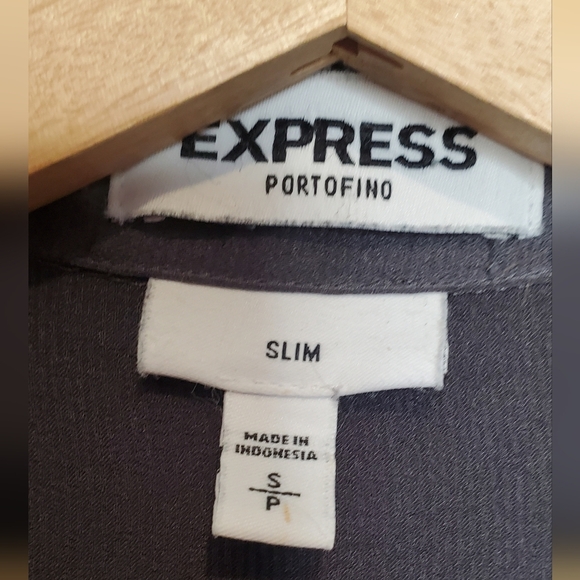 EXPRESS
PORTOFINO
SLIM
MADE IN
INDONESIA
S
P